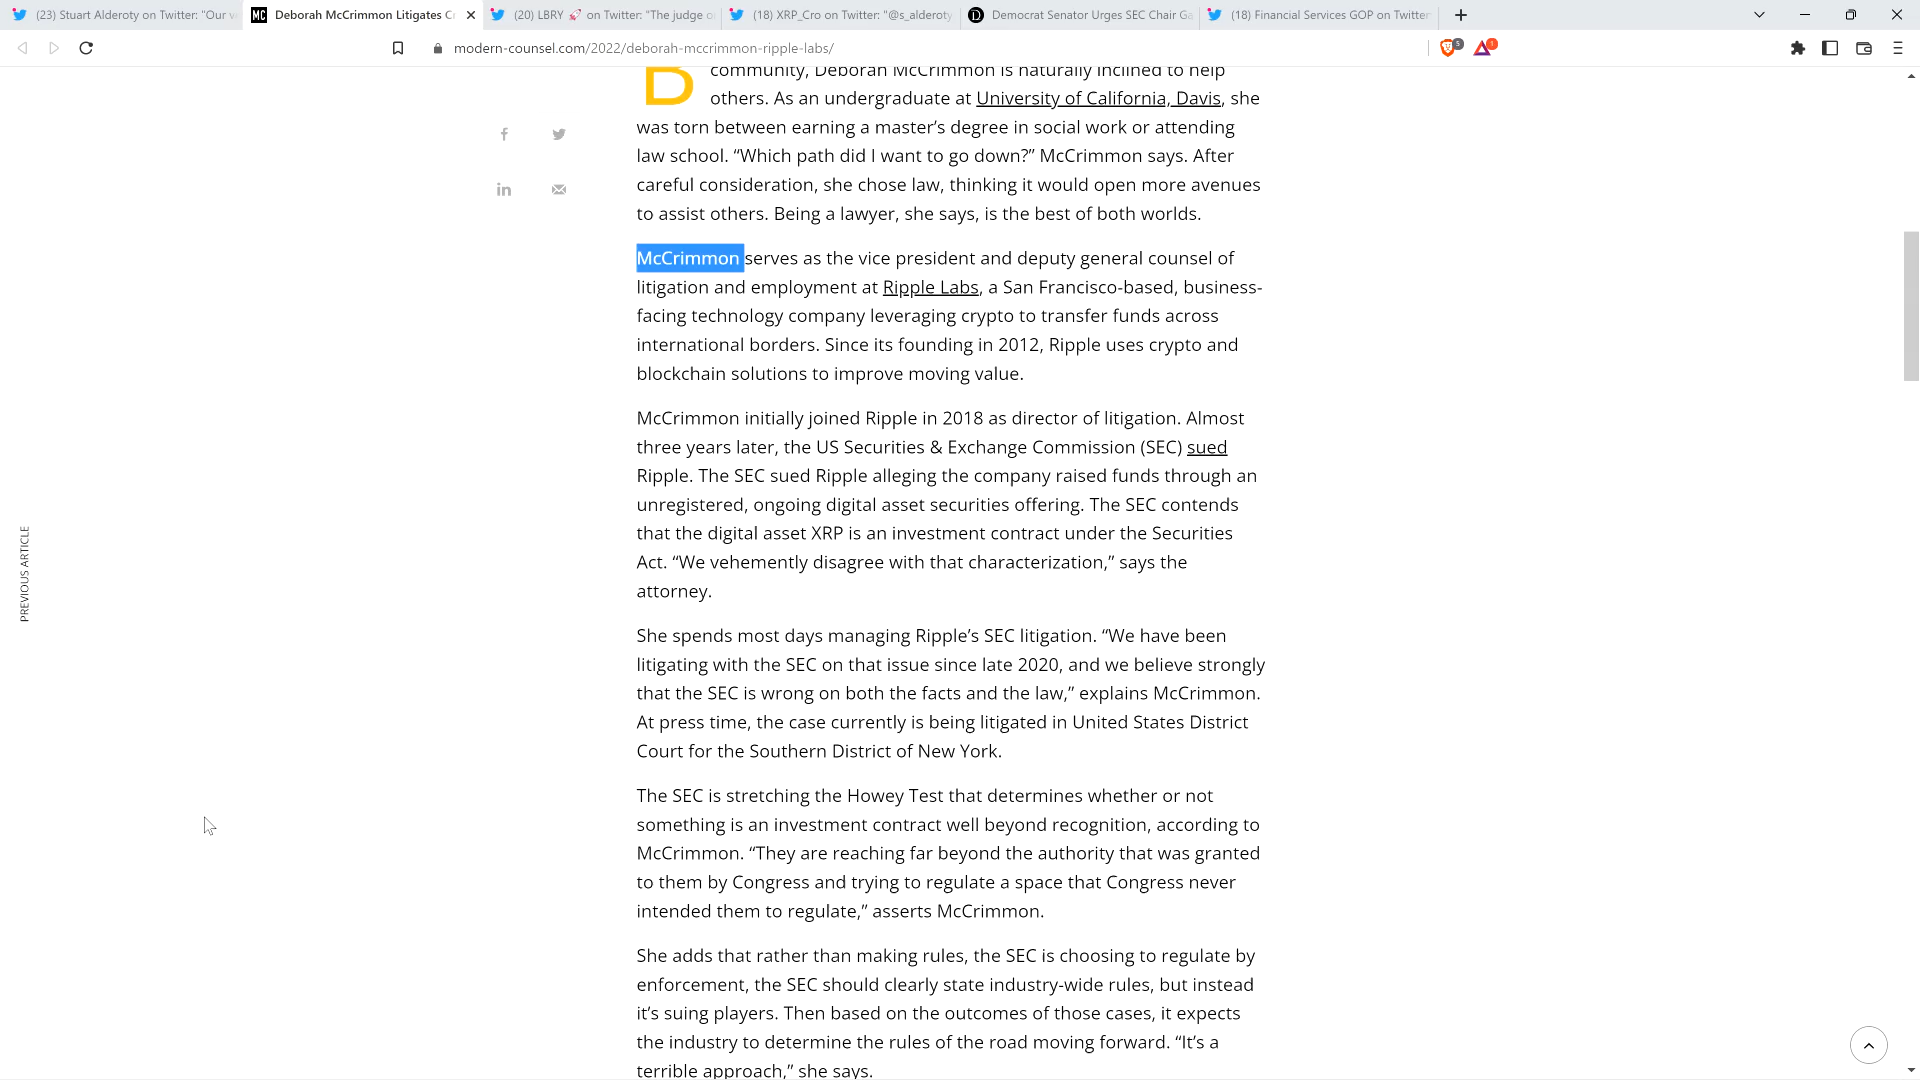 (23) Stuart Alderoty on Twitter: "Our w
MC Deborah McCrimmon Litigates Cr
(20) LBRY 🚀 on Twitter: "The judge o
(18) XRP_Cro on Twitter: "@s_alderoty
Democrat Senator Urges SEC Chair Ga
(18) Financial Services GOP on Twitter
modern-counsel.com/2022/deborah-mccrimmon-ripple-labs/
5
1
B community, Deborah McCrimmon is naturally inclined to help
others. As an undergraduate at University of California, Davis, she
was torn between earning a master’s degree in social work or attending
law school. “Which path did I want to go down?” McCrimmon says. After
careful consideration, she chose law, thinking it would open more avenues
to assist others. Being a lawyer, she says, is the best of both worlds.
McCrimmon serves as the vice president and deputy general counsel of
litigation and employment at Ripple Labs, a San Francisco-based, business-
facing technology company leveraging crypto to transfer funds across
international borders. Since its founding in 2012, Ripple uses crypto and
blockchain solutions to improve moving value.
McCrimmon initially joined Ripple in 2018 as director of litigation. Almost
three years later, the US Securities & Exchange Commission (SEC) sued
Ripple. The SEC sued Ripple alleging the company raised funds through an
unregistered, ongoing digital asset securities offering. The SEC contends
that the digital asset XRP is an investment contract under the Securities
Act. “We vehemently disagree with that characterization,” says the
attorney.
PREVIOUS ARTICLE
She spends most days managing Ripple’s SEC litigation. “We have been
litigating with the SEC on that issue since late 2020, and we believe strongly
that the SEC is wrong on both the facts and the law,” explains McCrimmon.
At press time, the case currently is being litigated in United States District
Court for the Southern District of New York.
The SEC is stretching the Howey Test that determines whether or not
something is an investment contract well beyond recognition, according to
McCrimmon. “They are reaching far beyond the authority that was granted
to them by Congress and trying to regulate a space that Congress never
intended them to regulate,” asserts McCrimmon.
She adds that rather than making rules, the SEC is choosing to regulate by
enforcement, the SEC should clearly state industry-wide rules, but instead
it’s suing players. Then based on the outcomes of those cases, it expects
the industry to determine the rules of the road moving forward. “It’s a
terrible approach,” she says.